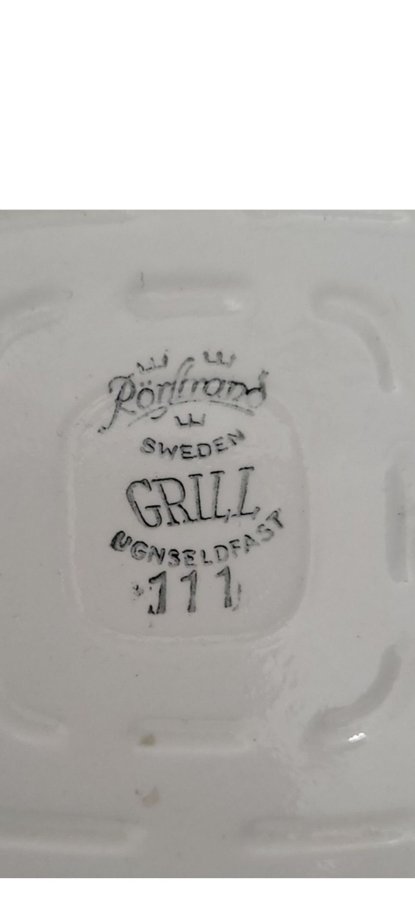 Rörstrand
SWEDEN
GRILL
UGNSELDFAST
111